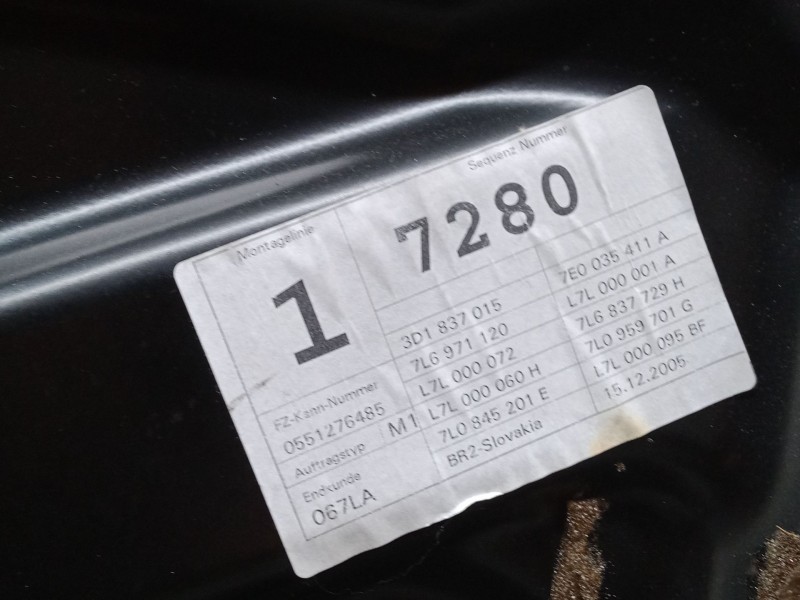 Montagelinie
Sequenz-Nummer
1
7280
3D1 837 015
7E0 035 411 A
7L6 971 120
L7L 000 001 A
L7L 000 072
7L6 837 729 H
L7L 000 060 H
7L0 959 701 G
7L0 845 201 E
L7L 000 095 BF
BR2-Slovakia
15.12.2005
FZ-Kenn-Nummer
0551276485
Auftragstyp
M1
Endkunde
067LA